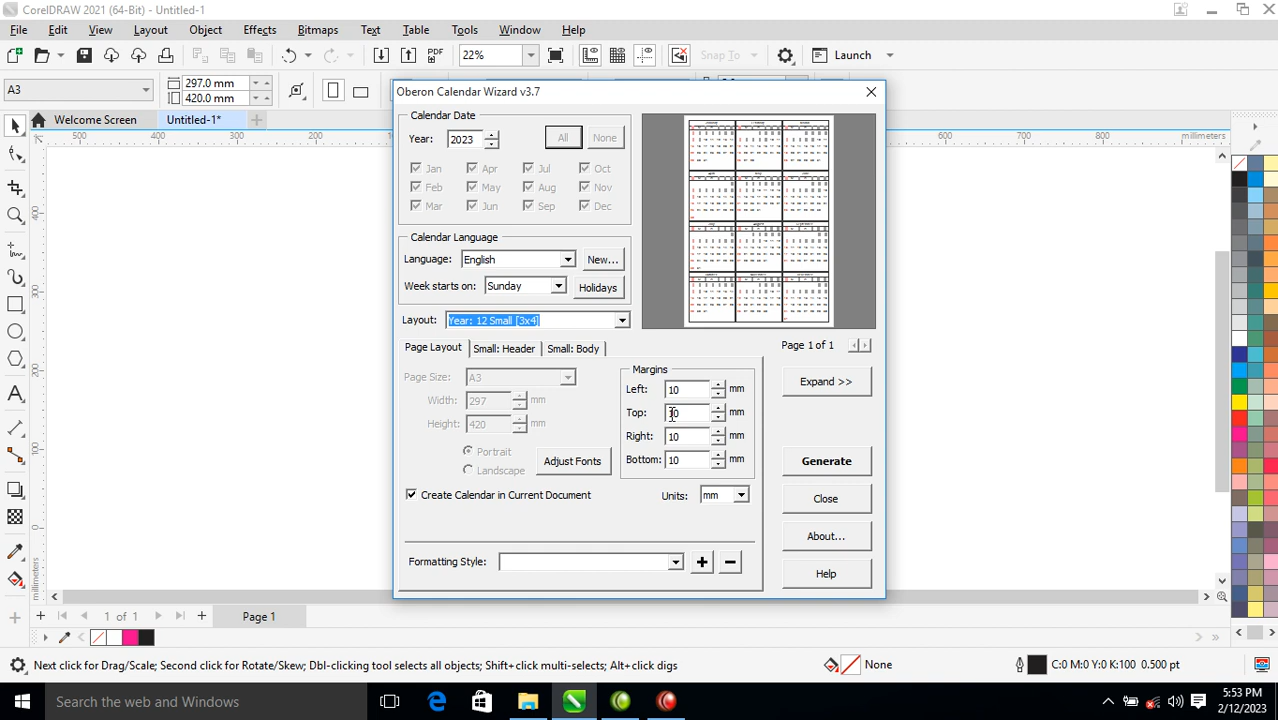 CorelDRAW 2021 (64-Bit) - Untitled-1
File Edit View Layout Object Effects Bitmaps Text Table Tools Window Help
PDF 22% Snap To Launch
A3 297.0 mm
420.0 mm
Welcome Screen Untitled-1*
500 400 300 200 600 700 800 millimeters
400
300
200
100
0
millimeters
Oberon Calendar Wizard v3.7
Calendar Date
Year: 2023 All None
Jan Apr Jul Oct
Feb May Aug Nov
Mar Jun Sep Dec
Calendar Language
Language: English New...
Week starts on: Sunday Holidays
Layout: Year: 12 Small [3x4]
Page Layout Small: Header Small: Body
Page 1 of 1
Page Size: A3
Width: 297 mm
Height: 420 mm
Portrait
Landscape
Adjust Fonts
Margins
Left: 10 mm
Top: 10 mm
Right: 10 mm
Bottom: 10 mm
Create Calendar in Current Document
Units: mm
Formatting Style:
Expand >>
Generate
Close
About...
Help
1 of 1 Page 1
Next click for Drag/Scale; Second click for Rotate/Skew; Dbl-clicking tool selects all objects; Shift+click multi-selects; Alt+click digs
None C:0 M:0 Y:0 K:100 0.500 pt
Search the web and Windows
5:53 PM
2/12/2023